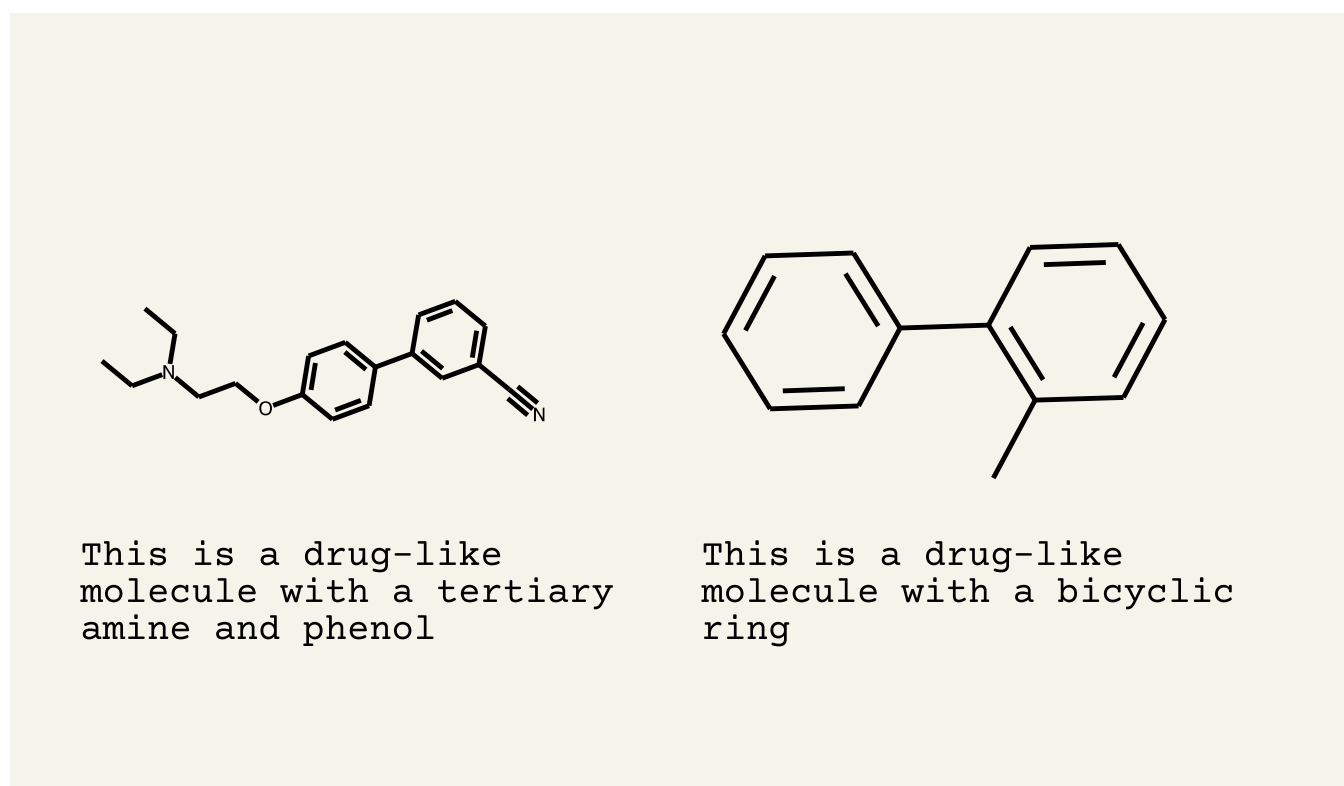 N
O
N
This is a drug-like
molecule with a tertiary
amine and phenol
This is a drug-like
molecule with a bicyclic
ring